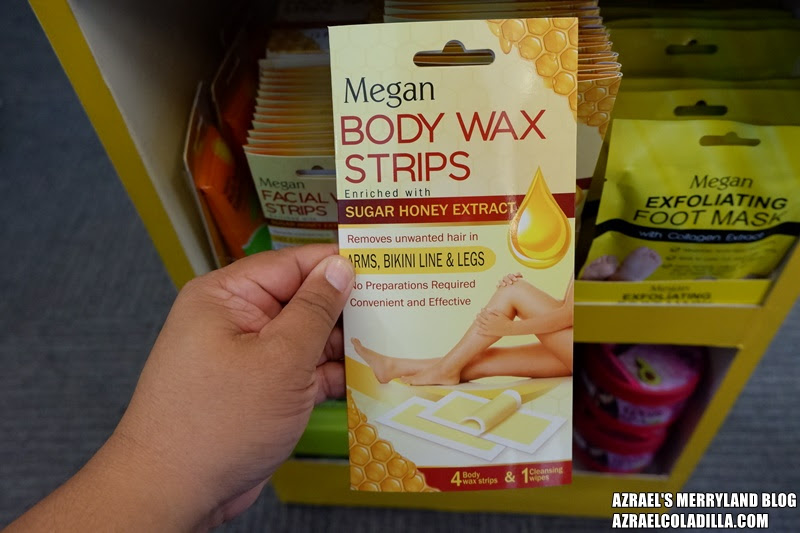 Megan
BODY WAX
STRIPS
Enriched with
SUGAR HONEY EXTRACT
Removes unwanted hair in
ARMS, BIKINI LINE & LEGS
No Preparations Required
Convenient and Effective
4 Body wax strips & 1 Cleansing wipes
Megan
FACIAL
STRIPS
Megan
EXFOLIATING
FOOT MASK
with Collagen Extract
Megan
EXFOLIATING
AZRAEL'S MERRYLAND BLOG
AZRAELCOLADILLA.COM